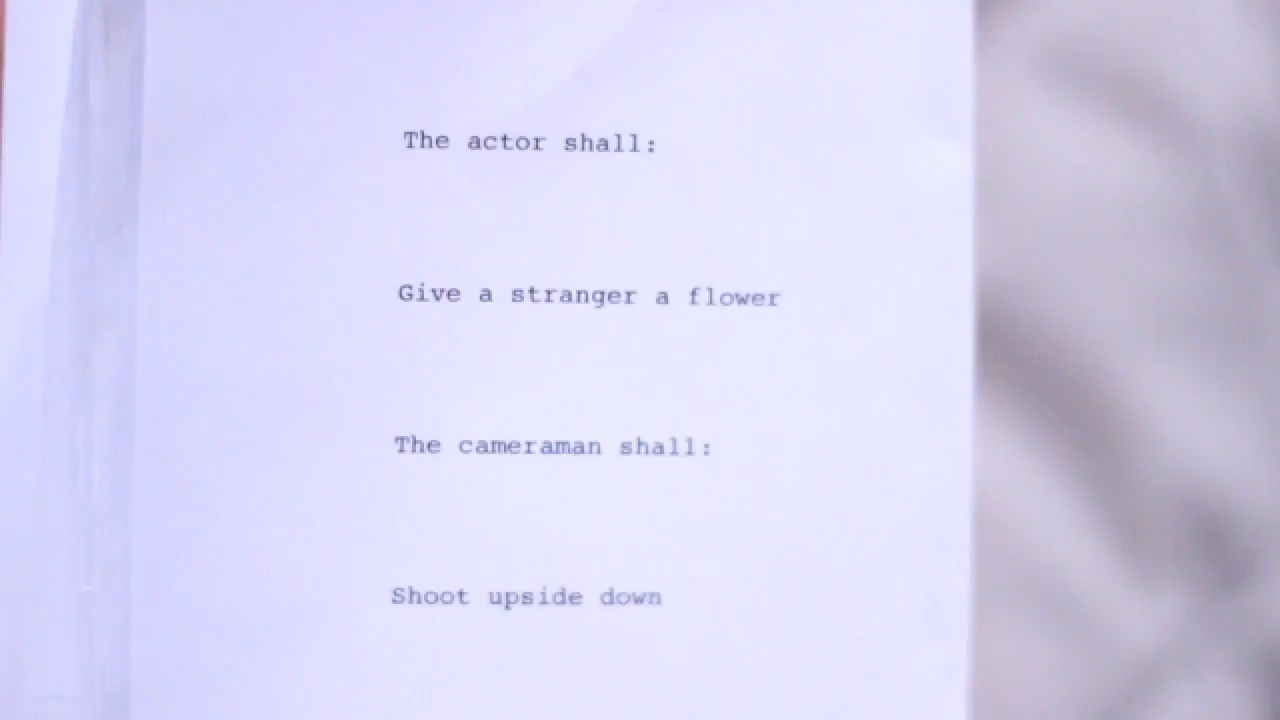 The actor shall:
Give a stranger a flower
The cameraman shall:
Shoot upside down